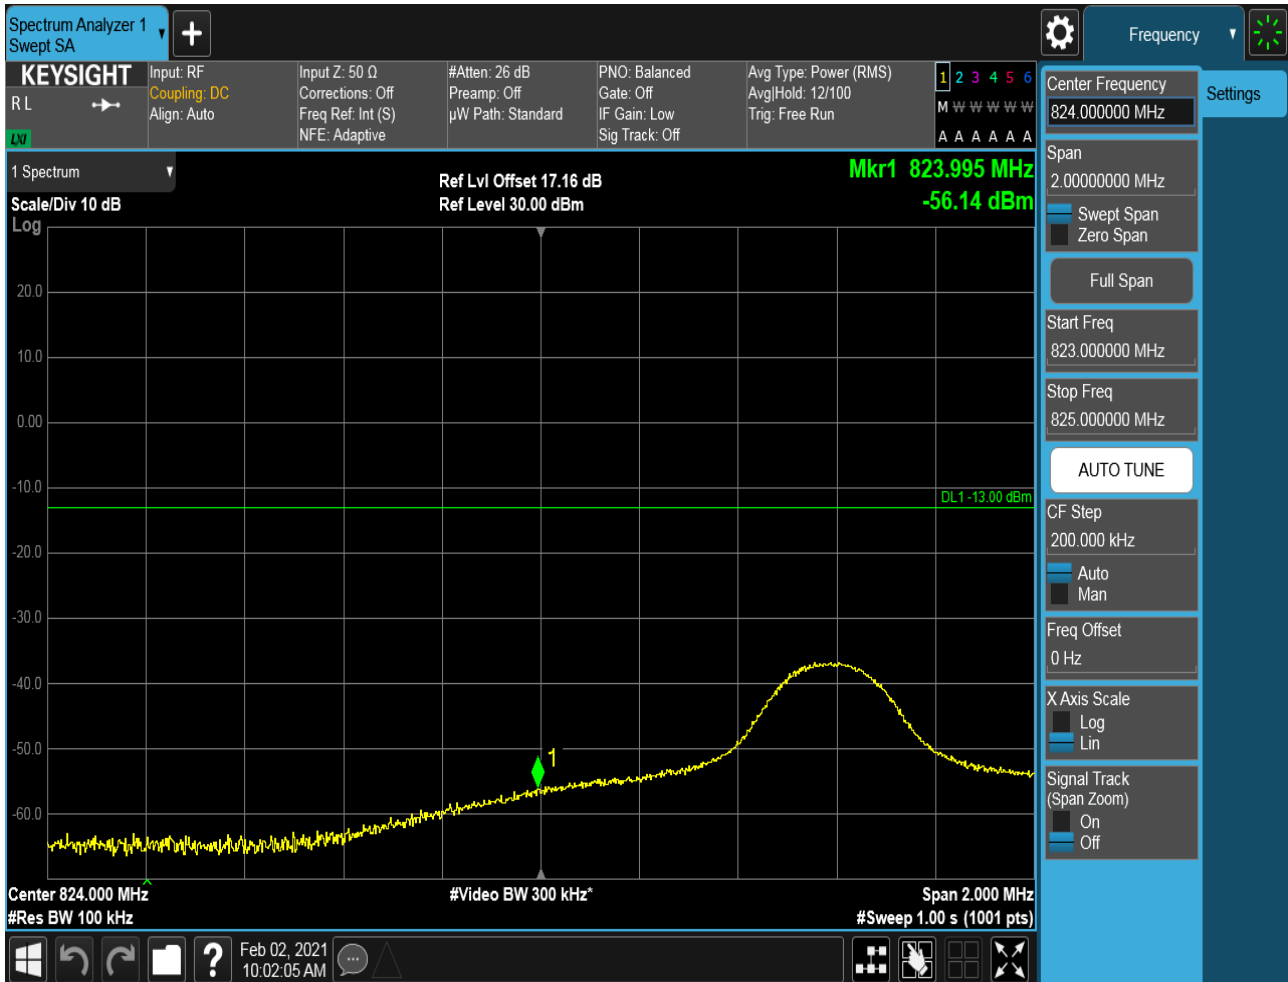 Spectrum Analyzer 1
Swept SA
Frequency
KEYSIGHT
R L
LXI
Input: RF
Coupling: DC
Align: Auto
Input Z: 50 Ω
Corrections: Off
Freq Ref: Int (S)
NFE: Adaptive
#Atten: 26 dB
Preamp: Off
µW Path: Standard
PNO: Balanced
Gate: Off
IF Gain: Low
Sig Track: Off
Avg Type: Power (RMS)
Avg|Hold: 12/100
Trig: Free Run
1 2 3 4 5 6
M W W W W W
A A A A A A
1 Spectrum
Scale/Div 10 dB
Log
Ref Lvl Offset 17.16 dB
Ref Level 30.00 dBm
Mkr1 823.995 MHz
-56.14 dBm
20.0
10.0
0.00
-10.0
-20.0
-30.0
-40.0
-50.0
-60.0
DL1 -13.00 dBm
1
Center 824.000 MHz
#Res BW 100 kHz
#Video BW 300 kHz*
Span 2.000 MHz
#Sweep 1.00 s (1001 pts)
Center Frequency
824.000000 MHz
Settings
Span
2.00000000 MHz
Swept Span
Zero Span
Full Span
Start Freq
823.000000 MHz
Stop Freq
825.000000 MHz
AUTO TUNE
CF Step
200.000 kHz
Auto
Man
Freq Offset
0 Hz
X Axis Scale
Log
Lin
Signal Track
(Span Zoom)
On
Off
?
Feb 02, 2021
10:02:05 AM